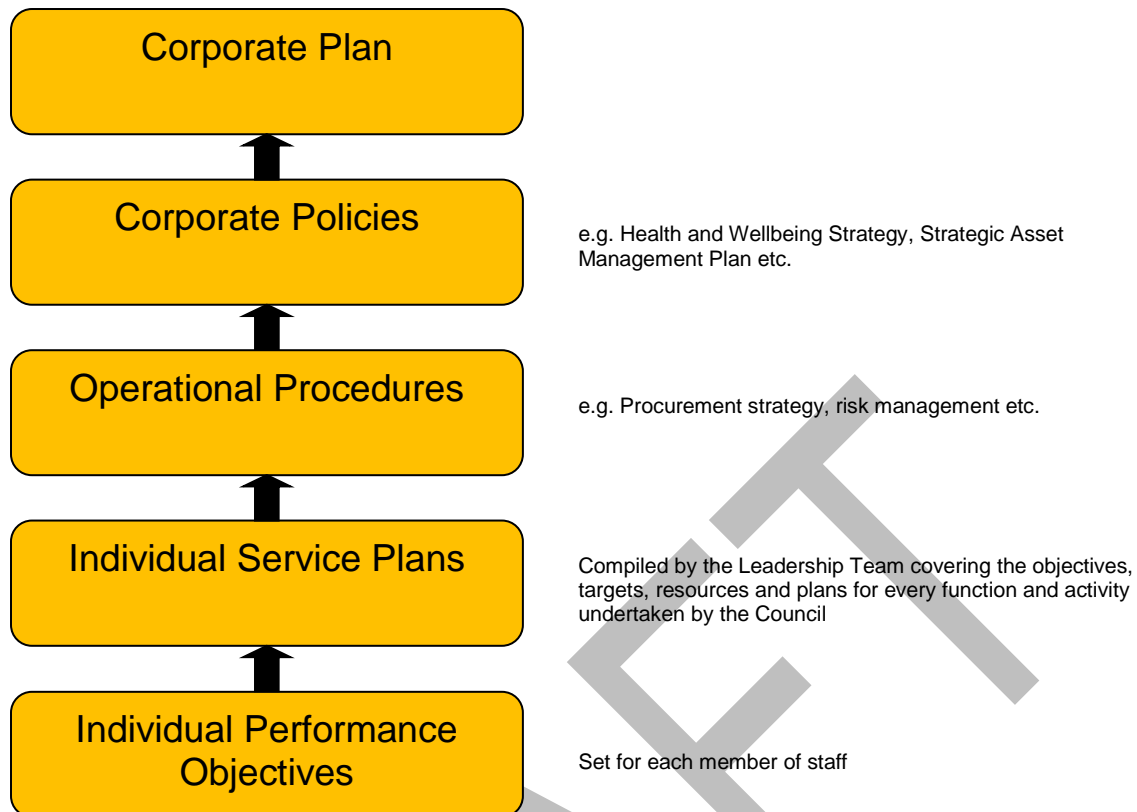 Corporate Plan
Corporate Policies
e.g. Health and Wellbeing Strategy, Strategic Asset
Management Plan etc.
Operational Procedures
e.g. Procurement strategy, risk management etc.
Individual Service Plans
Compiled by the Leadership Team covering the objectives,
targets, resources and plans for every function and activity
undertaken by the Council
Individual Performance
Objectives
Set for each member of staff